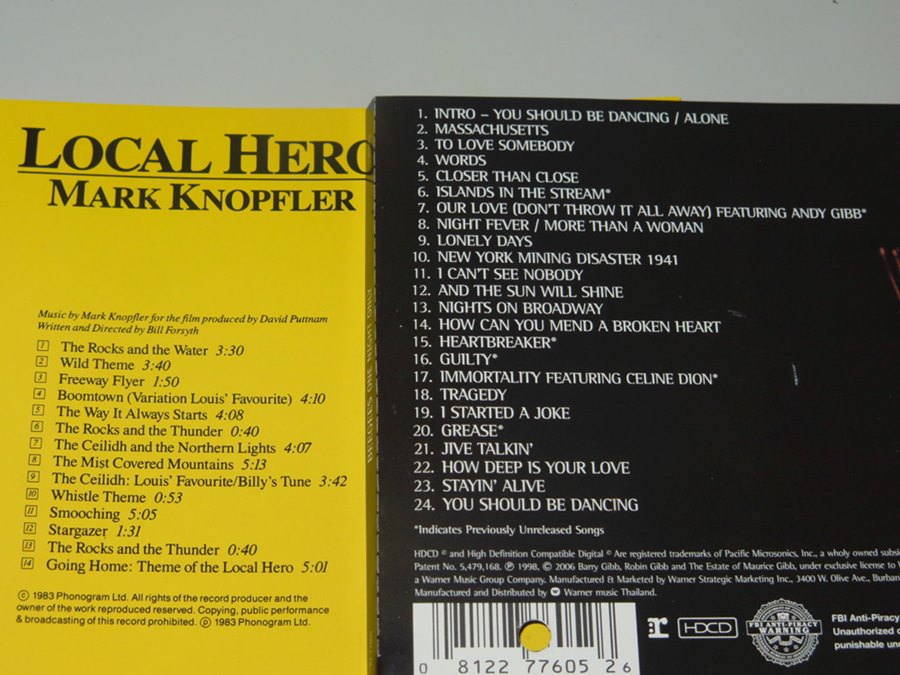 LOCAL HERO
MARK KNOPFLER
Music by Mark Knopfler for the film produced by David Puttnam
Written and Directed by Bill Forsyth
1 The Rocks and the Water 3:30
2 Wild Theme 3:40
3 Freeway Flyer 1:50
4 Boomtown (Variation Louis' Favourite) 4:10
5 The Way It Always Starts 4:08
6 The Rocks and the Thunder 0:40
7 The Ceilidh and the Northern Lights 4:07
8 The Mist Covered Mountains 5:13
9 The Ceilidh: Louis' Favourite/Billy's Tune 3:42
10 Whistle Theme 0:53
11 Smooching 5:05
12 Stargazer 1:31
13 The Rocks and the Thunder 0:40
14 Going Home: Theme of the Local Hero 5:01
© 1983 Phonogram Ltd. All rights of the record producer and the
owner of the work reproduced reserved. Copying, public performance
& broadcasting of this record prohibited. ℗ 1983 Phonogram Ltd.
1. INTRO – YOU SHOULD BE DANCING / ALONE
2. MASSACHUSETTS
3. TO LOVE SOMEBODY
4. WORDS
5. CLOSER THAN CLOSE
6. ISLANDS IN THE STREAM*
7. OUR LOVE (DON'T THROW IT ALL AWAY) FEATURING ANDY GIBB*
8. NIGHT FEVER / MORE THAN A WOMAN
9. LONELY DAYS
10. NEW YORK MINING DISASTER 1941
11. I CAN'T SEE NOBODY
12. AND THE SUN WILL SHINE
13. NIGHTS ON BROADWAY
14. HOW CAN YOU MEND A BROKEN HEART
15. HEARTBREAKER*
16. GUILTY*
17. IMMORTALITY FEATURING CELINE DION*
18. TRAGEDY
19. I STARTED A JOKE
20. GREASE*
21. JIVE TALKIN'
22. HOW DEEP IS YOUR LOVE
23. STAYIN' ALIVE
24. YOU SHOULD BE DANCING
*Indicates Previously Unreleased Songs
HDCD ® and High Definition Compatible Digital ® Are registered trademarks of Pacific Microsonics, Inc., a wholly owned subsi
Patent No. 5,479,168. ℗ 1998, © 2006 Barry Gibb, Robin Gibb and The Estate of Maurice Gibb, under exclusive license to
a Warner Music Group Company. Manufactured & Marketed by Warner Strategic Marketing Inc., 3400 W. Olive Ave., Burban
Manufactured and Distributed by Warner music Thailand.
0 81227 77605 2 6
HDCD
FBI ANTI-PIRACY
WARNING
FBI Anti-Piracy
Unauthorized
punishable un